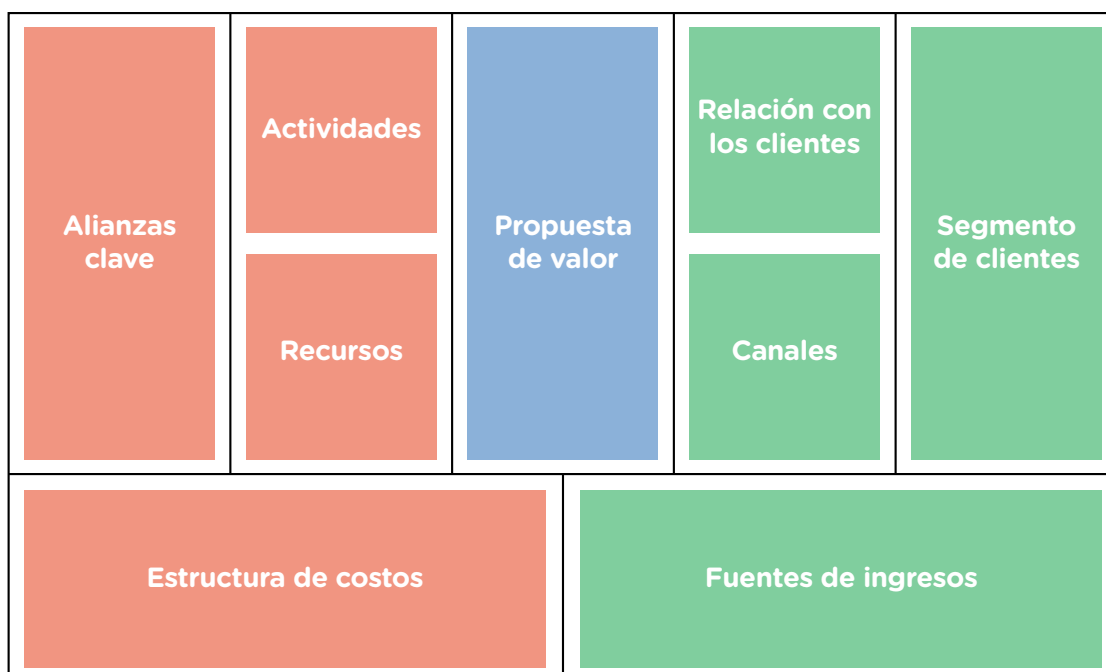 Alianzas
clave
Actividades
Recursos
Propuesta
de valor
Relación con
los clientes
Canales
Segmento
de clientes
Estructura de costos
Fuentes de ingresos